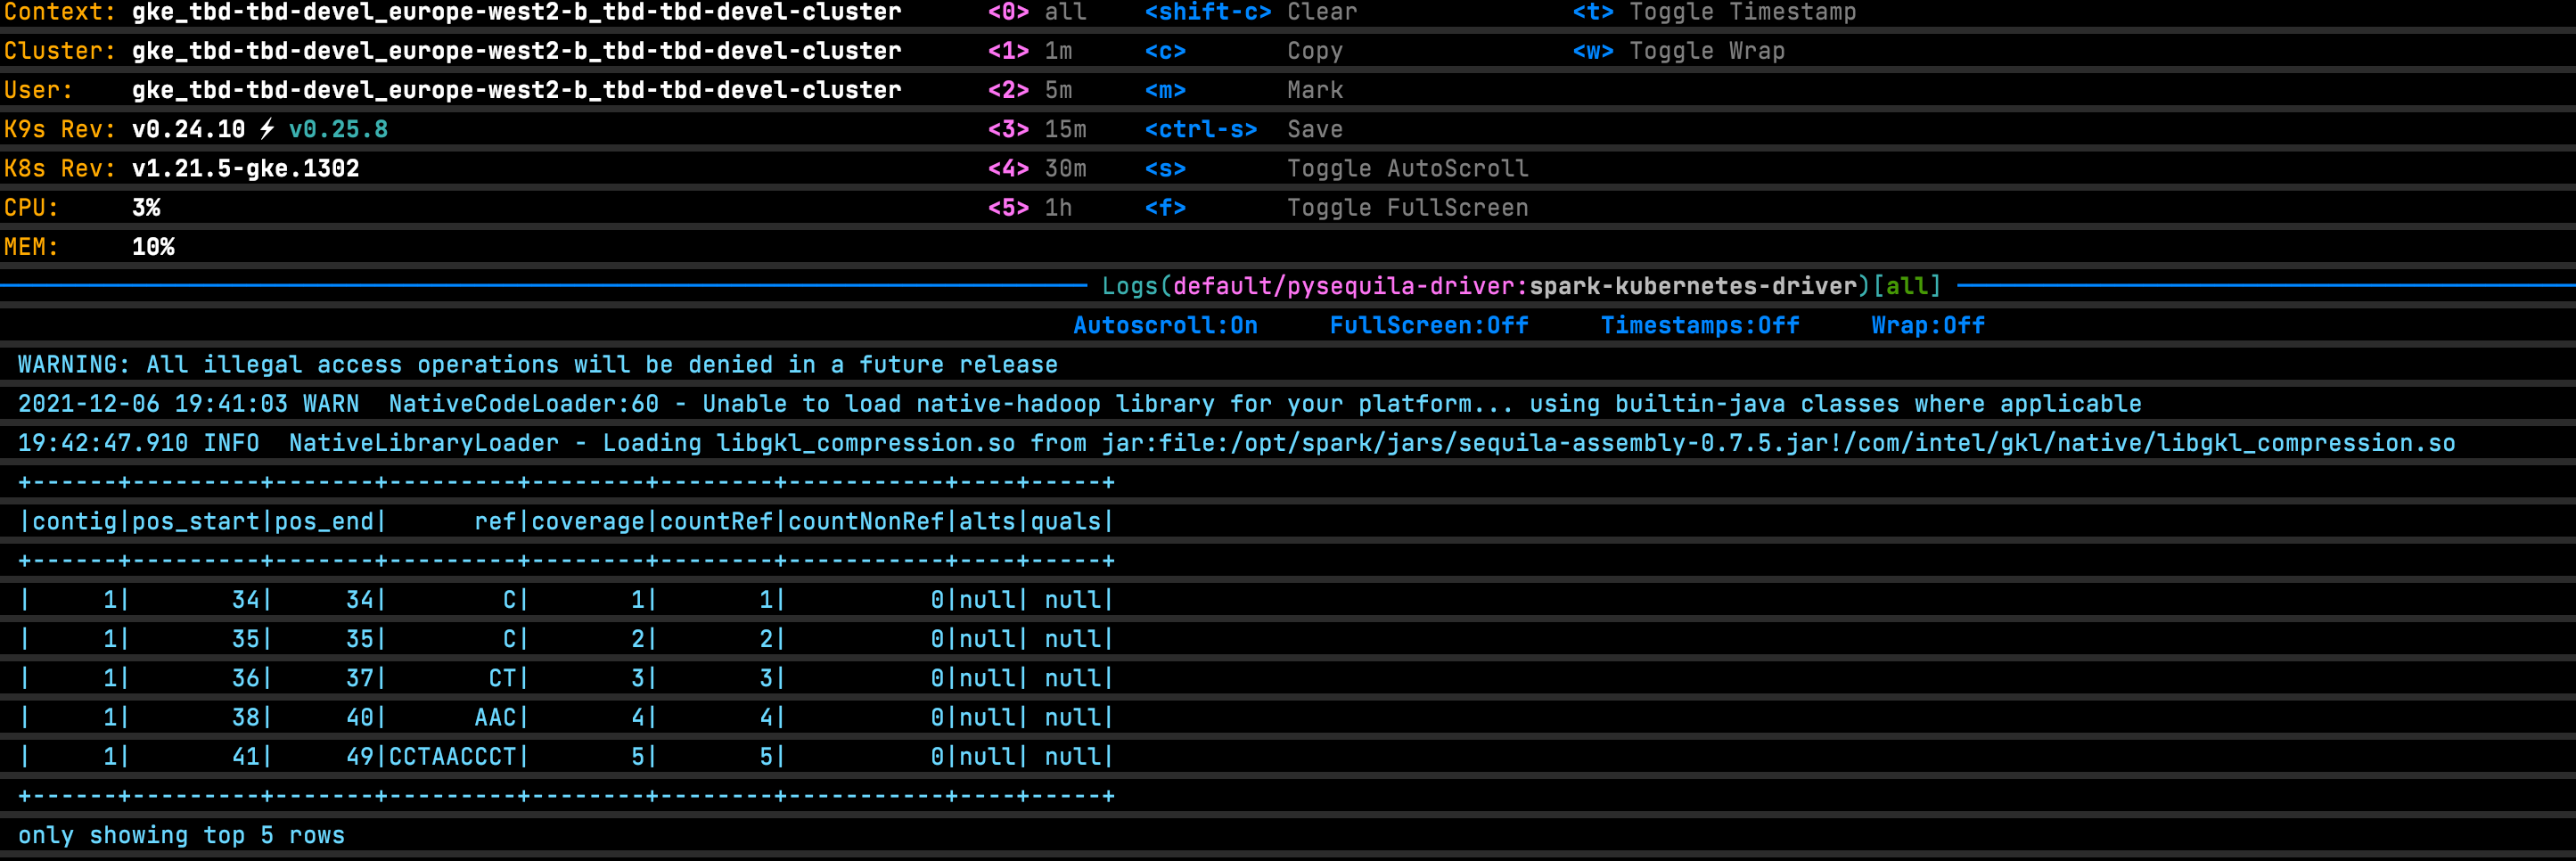 Context: gke_tbd-tbd-devel_europe-west2-b_tbd-tbd-devel-cluster <0> all <shift-c> Clear <t> Toggle Timestamp
Cluster: gke_tbd-tbd-devel_europe-west2-b_tbd-tbd-devel-cluster <1> 1m <c> Copy <w> Toggle Wrap
User: gke_tbd-tbd-devel_europe-west2-b_tbd-tbd-devel-cluster <2> 5m <m> Mark
K9s Rev: v0.24.10 ⚡ v0.25.8 <3> 15m <ctrl-s> Save
K8s Rev: v1.21.5-gke.1302 <4> 30m <s> Toggle AutoScroll
CPU: 3% <5> 1h <f> Toggle FullScreen
MEM: 10%
Logs(default/pysequila-driver:spark-kubernetes-driver)[all]
Autoscroll:On FullScreen:Off Timestamps:Off Wrap:Off
WARNING: All illegal access operations will be denied in a future release
2021-12-06 19:41:03 WARN  NativeCodeLoader:60 - Unable to load native-hadoop library for your platform... using builtin-java classes where applicable
19:42:47.910 INFO  NativeLibraryLoader - Loading libgkl_compression.so from jar:file:/opt/spark/jars/sequila-assembly-0.7.5.jar!/com/intel/gkl/native/libgkl_compression.so
+------+---------+-------+---------+--------+--------+-----------+----+-----+
|contig|pos_start|pos_end|      ref|coverage|countRef|countNonRef|alts|quals|
+------+---------+-------+---------+--------+--------+-----------+----+-----+
|     1|       34|     34|        C|       1|       1|          0|null| null|
|     1|       35|     35|        C|       2|       2|          0|null| null|
|     1|       36|     37|       CT|       3|       3|          0|null| null|
|     1|       38|     40|      AAC|       4|       4|          0|null| null|
|     1|       41|     49|CCTAACCCT|       5|       5|          0|null| null|
+------+---------+-------+---------+--------+--------+-----------+----+-----+
only showing top 5 rows